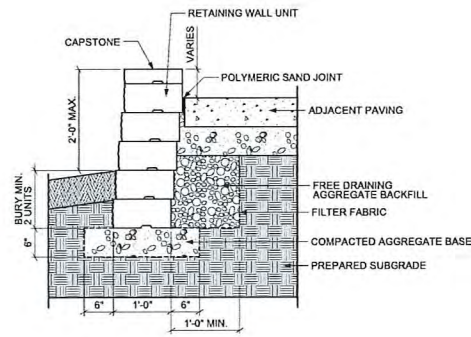 RETAINING WALL UNIT
CAPSTONE
VARIES
POLYMERIC SAND JOINT
2'-0" MAX.
ADJACENT PAVING
BURY MIN.
2 UNITS
FREE DRAINING
AGGREGATE BACKFILL
FILTER FABRIC
6"
COMPACTED AGGREGATE BASE
PREPARED SUBGRADE
6" 1'-0" 6"
1'-0" MIN.